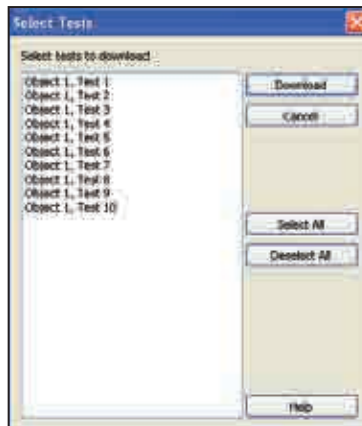 Select Tests
Select tests to download
Object 1, Test 1
Object 1, Test 2
Object 1, Test 3
Object 1, Test 4
Object 1, Test 5
Object 1, Test 6
Object 1, Test 7
Object 1, Test 8
Object 1, Test 9
Object 1, Test 10
Download
Cancel
Select All
Deselect All
Help